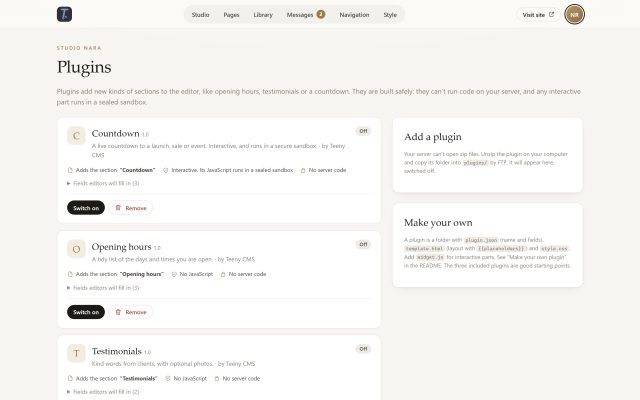 T.
Studio
Pages
Library
Messages 2
Navigation
Style
Visit site
NR
STUDIO NARA
Plugins
Plugins add new kinds of sections to the editor, like opening hours, testimonials or a countdown. They are built safely: they can't run code on your server, and any interactive
part runs in a sealed sandbox.
C
Countdown 1.0
Off
A live countdown to a launch, sale or event. Interactive, and runs in a secure sandbox. · by Teeny
CMS
Adds the section "Countdown"
Interactive. Its JavaScript runs in a sealed sandbox
No server code
Fields editors will fill in (3)
Switch on
Remove
O
Opening hours 1.0
Off
A tidy list of the days and times you are open. · by Teeny CMS
Adds the section "Opening hours"
No JavaScript
No server code
Fields editors will fill in (3)
Switch on
Remove
T
Testimonials 1.0
Off
Kind words from clients, with optional photos. · by Teeny CMS
Adds the section "Testimonials"
No JavaScript
No server code
Fields editors will fill in (2)
Add a plugin
Your server can't open zip files. Unzip the plugin on your computer
and copy its folder into plugins/ by FTP. It will appear here,
switched off.
Make your own
A plugin is a folder with plugin.json (name and fields),
template.html (layout with {{placeholders}}) and style.css.
Add widget.js for interactive parts. See "Make your own plugin"
in the README. The three included plugins are good starting points.